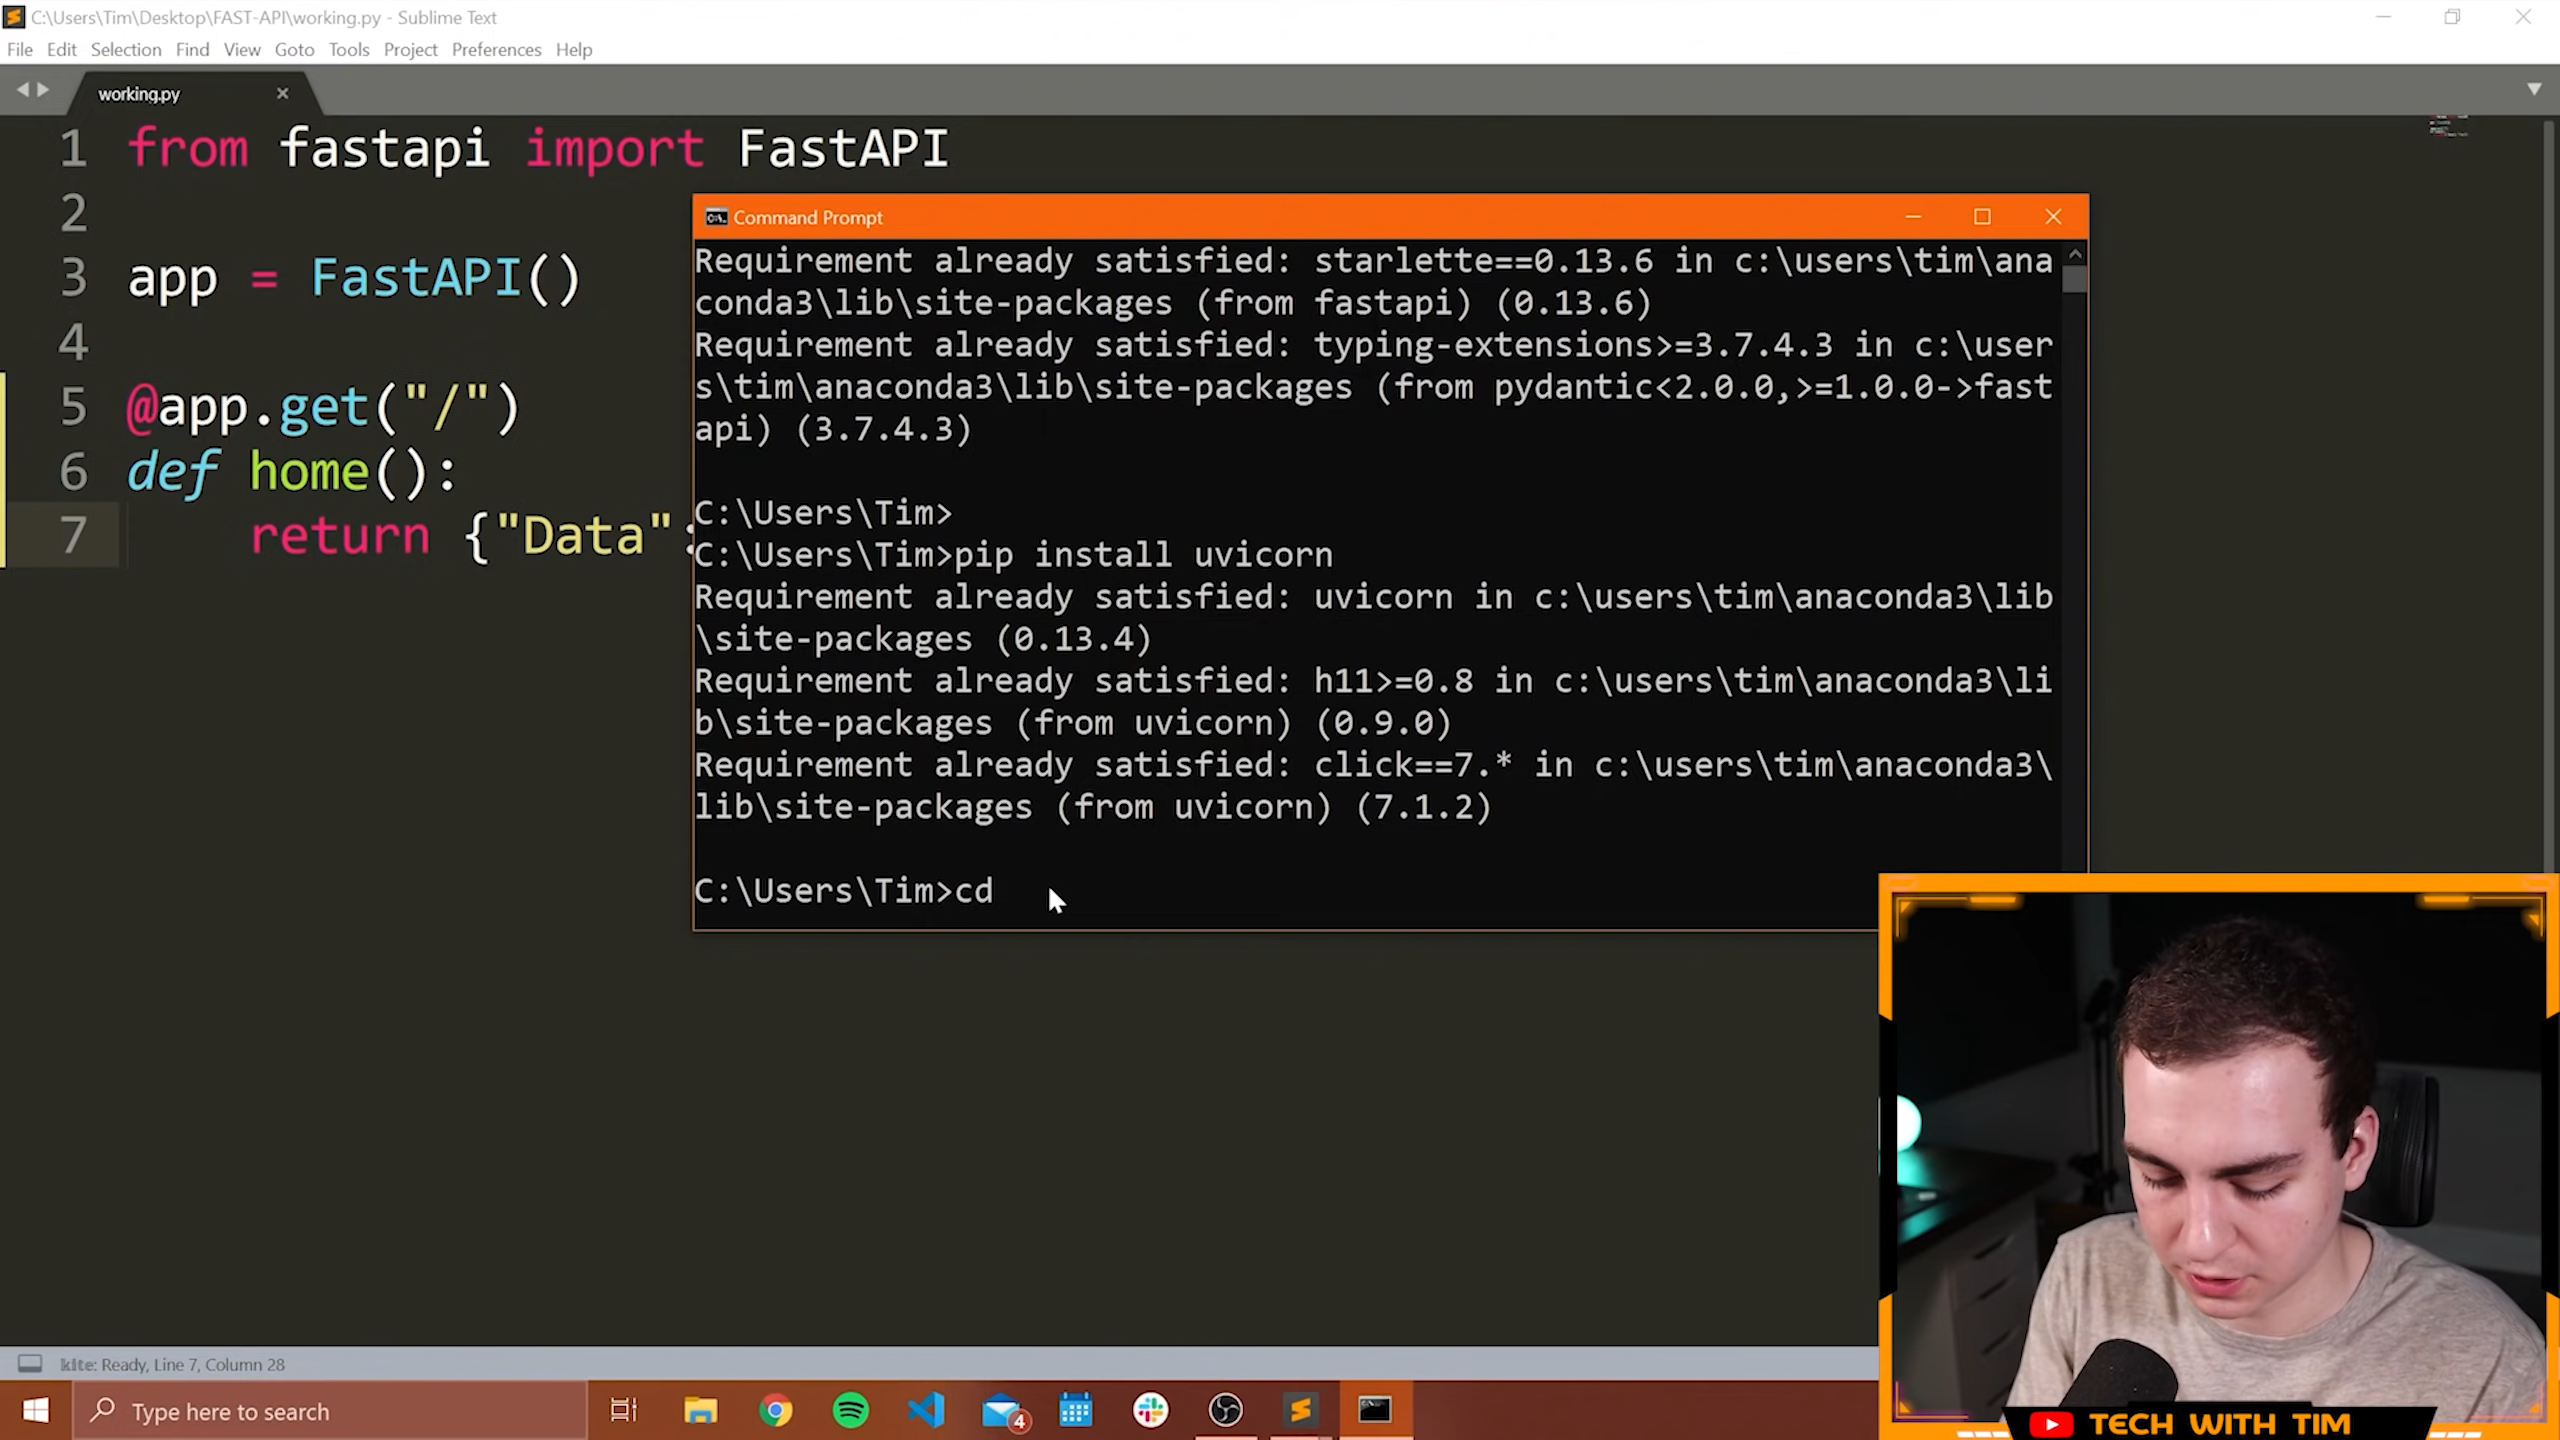 C:\Users\Tim\Desktop\FAST-API\working.py - Sublime Text
File Edit Selection Find View Goto Tools Project Preferences Help
working.py
1 from fastapi import FastAPI
2
3 app = FastAPI()
4
5 @app.get("/")
6 def home():
7 return {"Data":
Command Prompt
Requirement already satisfied: starlette==0.13.6 in c:\users\tim\ana
conda3\lib\site-packages (from fastapi) (0.13.6)
Requirement already satisfied: typing-extensions>=3.7.4.3 in c:\user
s\tim\anaconda3\lib\site-packages (from pydantic<2.0.0,>=1.0.0->fast
api) (3.7.4.3)
C:\Users\Tim>
C:\Users\Tim>pip install uvicorn
Requirement already satisfied: uvicorn in c:\users\tim\anaconda3\lib
\site-packages (0.13.4)
Requirement already satisfied: h11>=0.8 in c:\users\tim\anaconda3\li
b\site-packages (from uvicorn) (0.9.0)
Requirement already satisfied: click==7.* in c:\users\tim\anaconda3\
lib\site-packages (from uvicorn) (7.1.2)
C:\Users\Tim>cd
kite: Ready, Line 7, Column 28
Type here to search
4
TECH WITH TIM